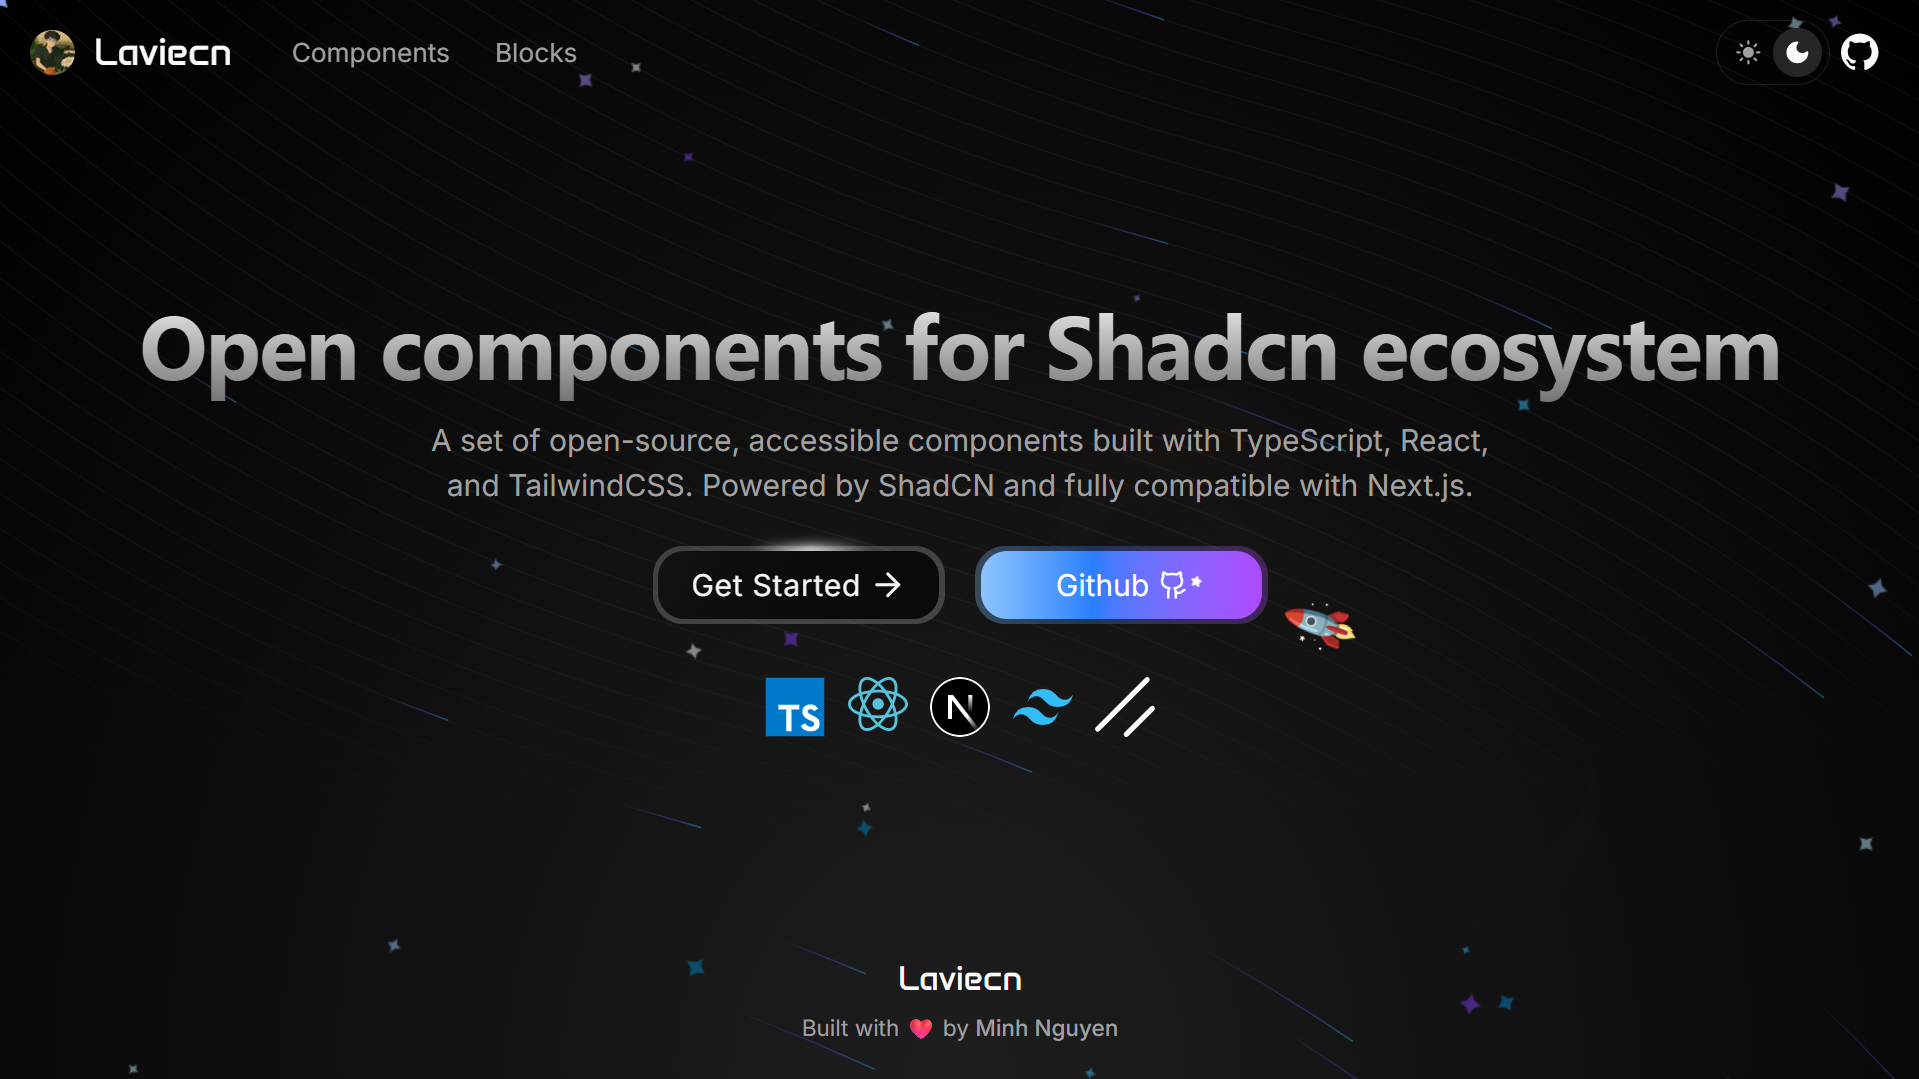 Laviecn
Components
Blocks
Open components for Shadcn ecosystem
A set of open-source, accessible components built with TypeScript, React,
and TailwindCSS. Powered by ShadCN and fully compatible with Next.js.
Get Started
Github
TS
N
Laviecn
Built with ❤️ by Minh Nguyen